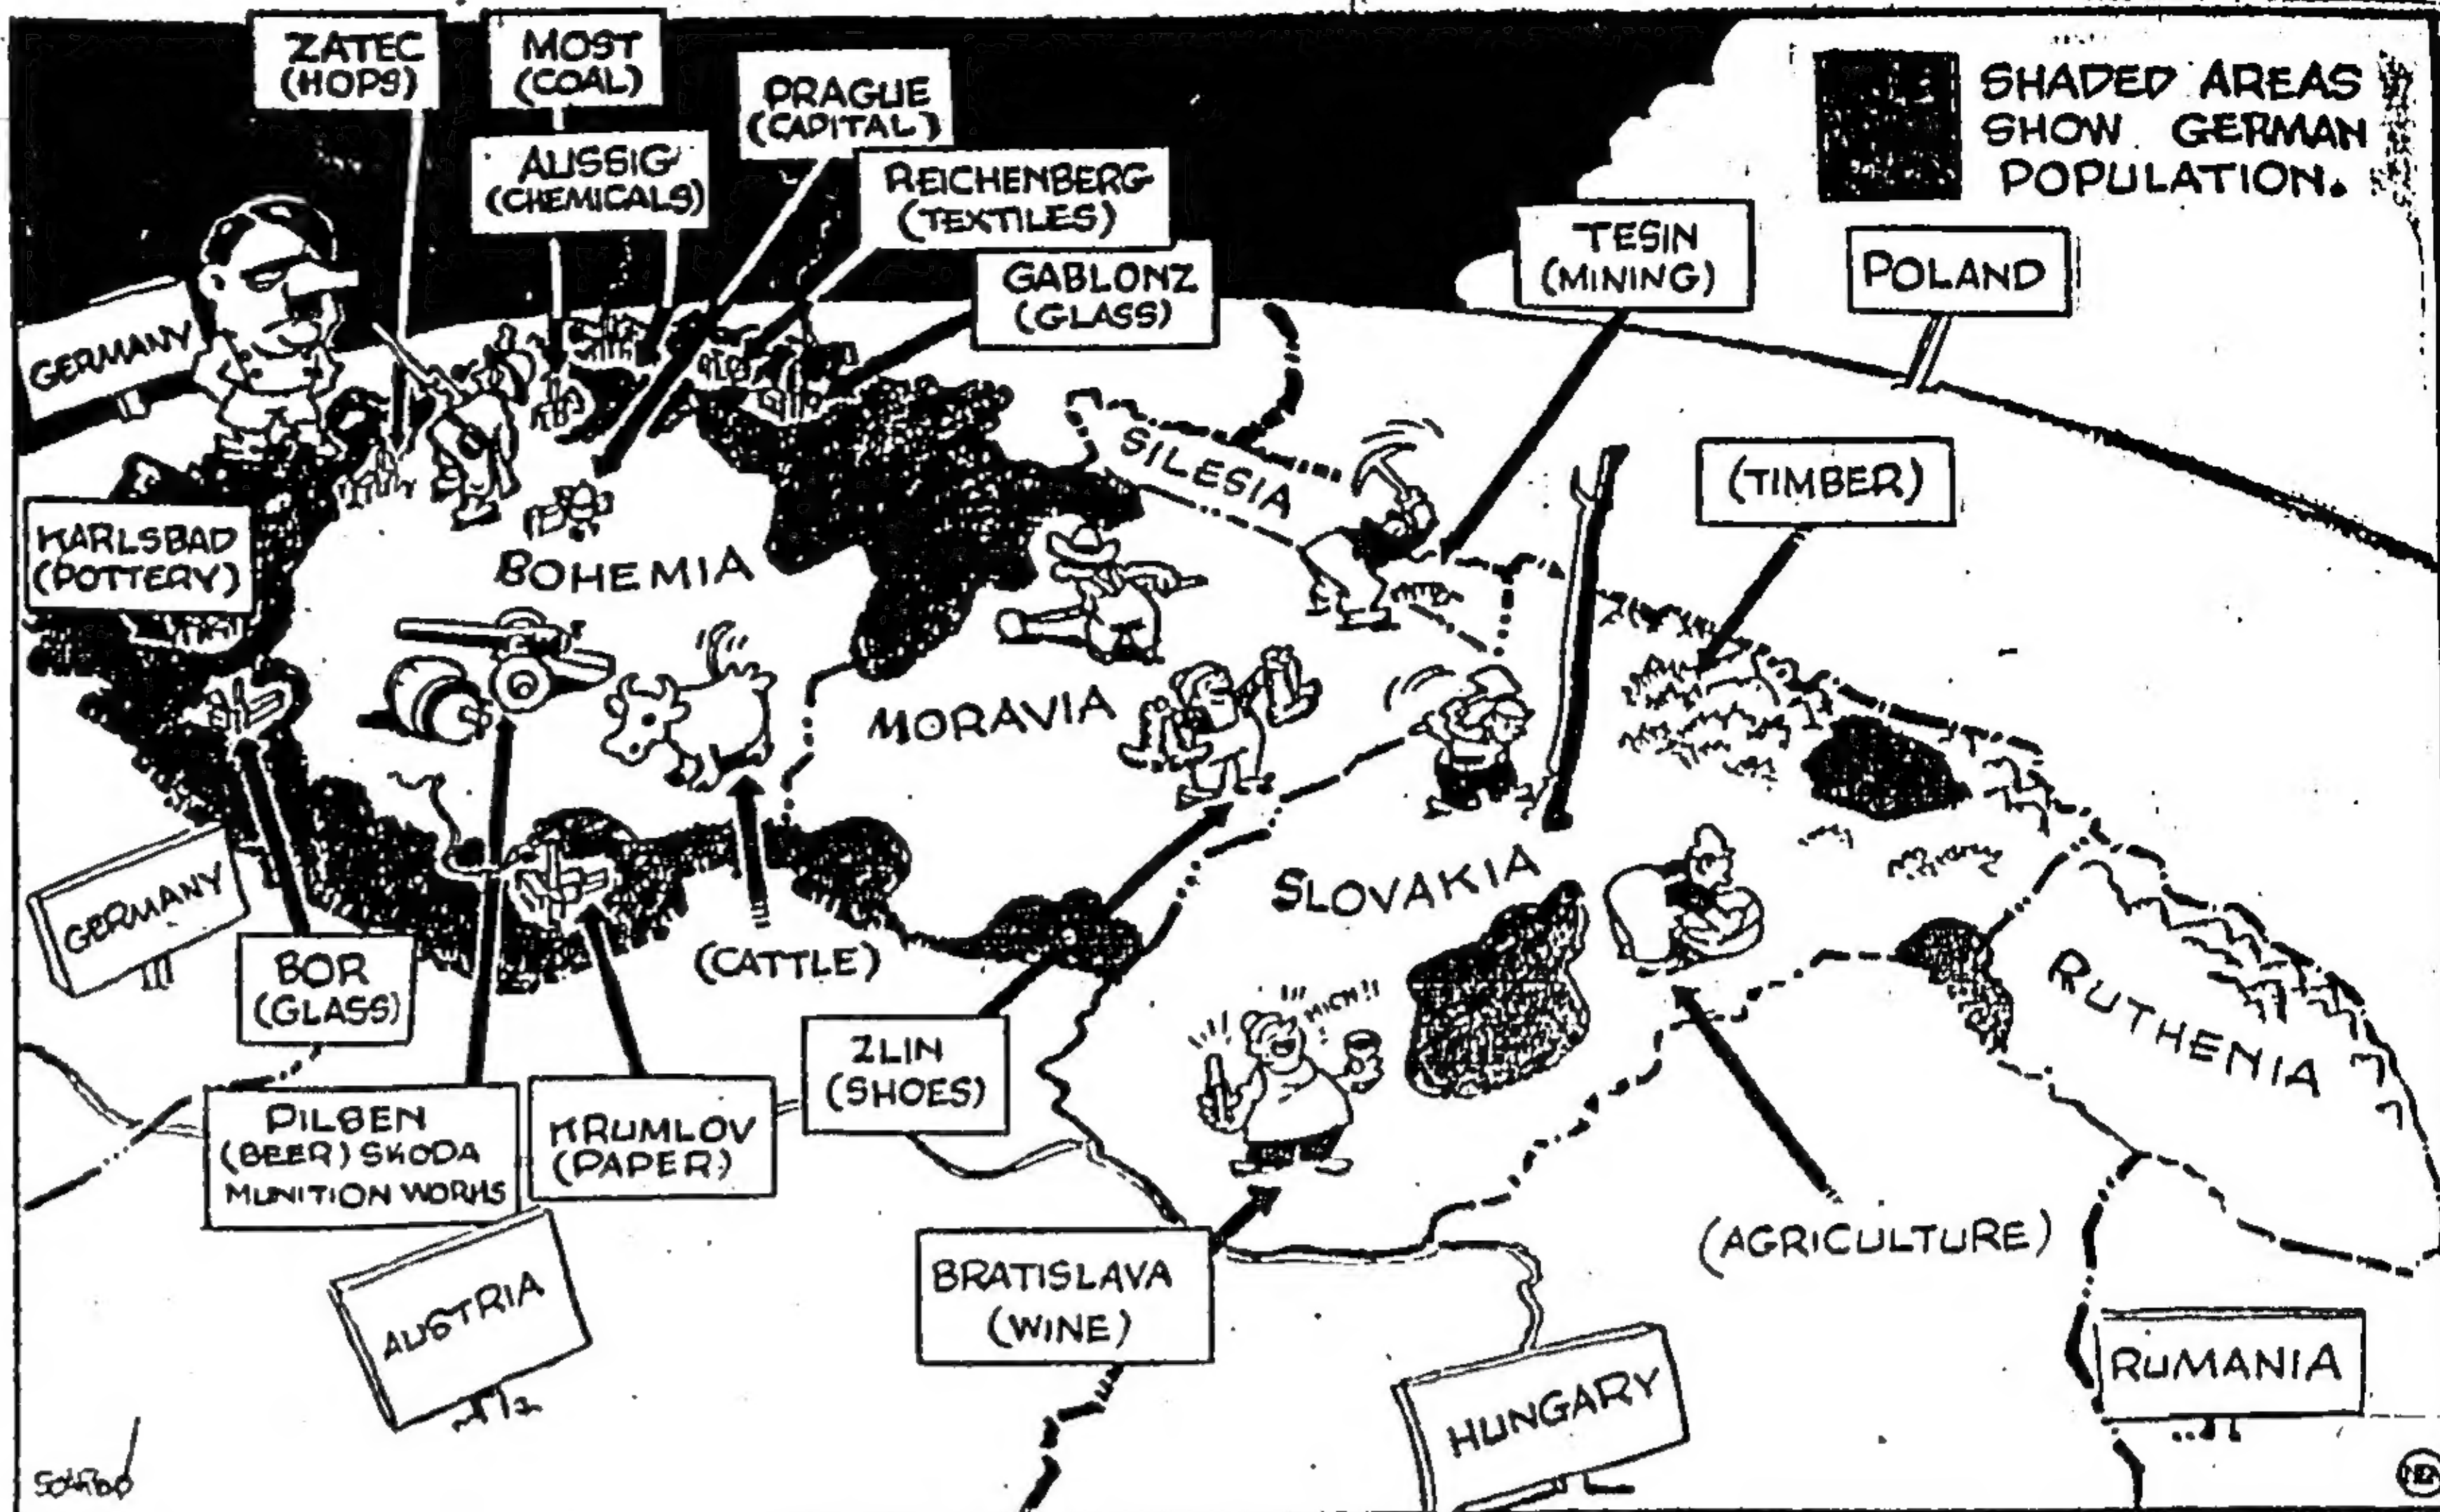 ZATEC
(HOPS)
MOST
(COAL)
AUSSIG
(CHEMICALS)
PRAGUE
(CAPITAL)
REICHENBERG
(TEXTILES)
GABLONZ
(GLASS)
SHADED AREAS
SHOW GERMAN
POPULATION.
TESIN
(MINING)
POLAND
GERMANY
SILESIA
(TIMBER)
KARLSBAD
(POTTERY)
BOHEMIA
MORAVIA
SLOVAKIA
GERMANY
BOR
(GLASS)
(CATTLE)
HICH!!
RUTHENIA
ZLIN
(SHOES)
PILSEN
(BEER) SKODA
MUNITION WORKS
KRUMLOV
(PAPER)
AUSTRIA
BRATISLAVA
(WINE)
(AGRICULTURE)
HUNGARY
RUMANIA
NEA